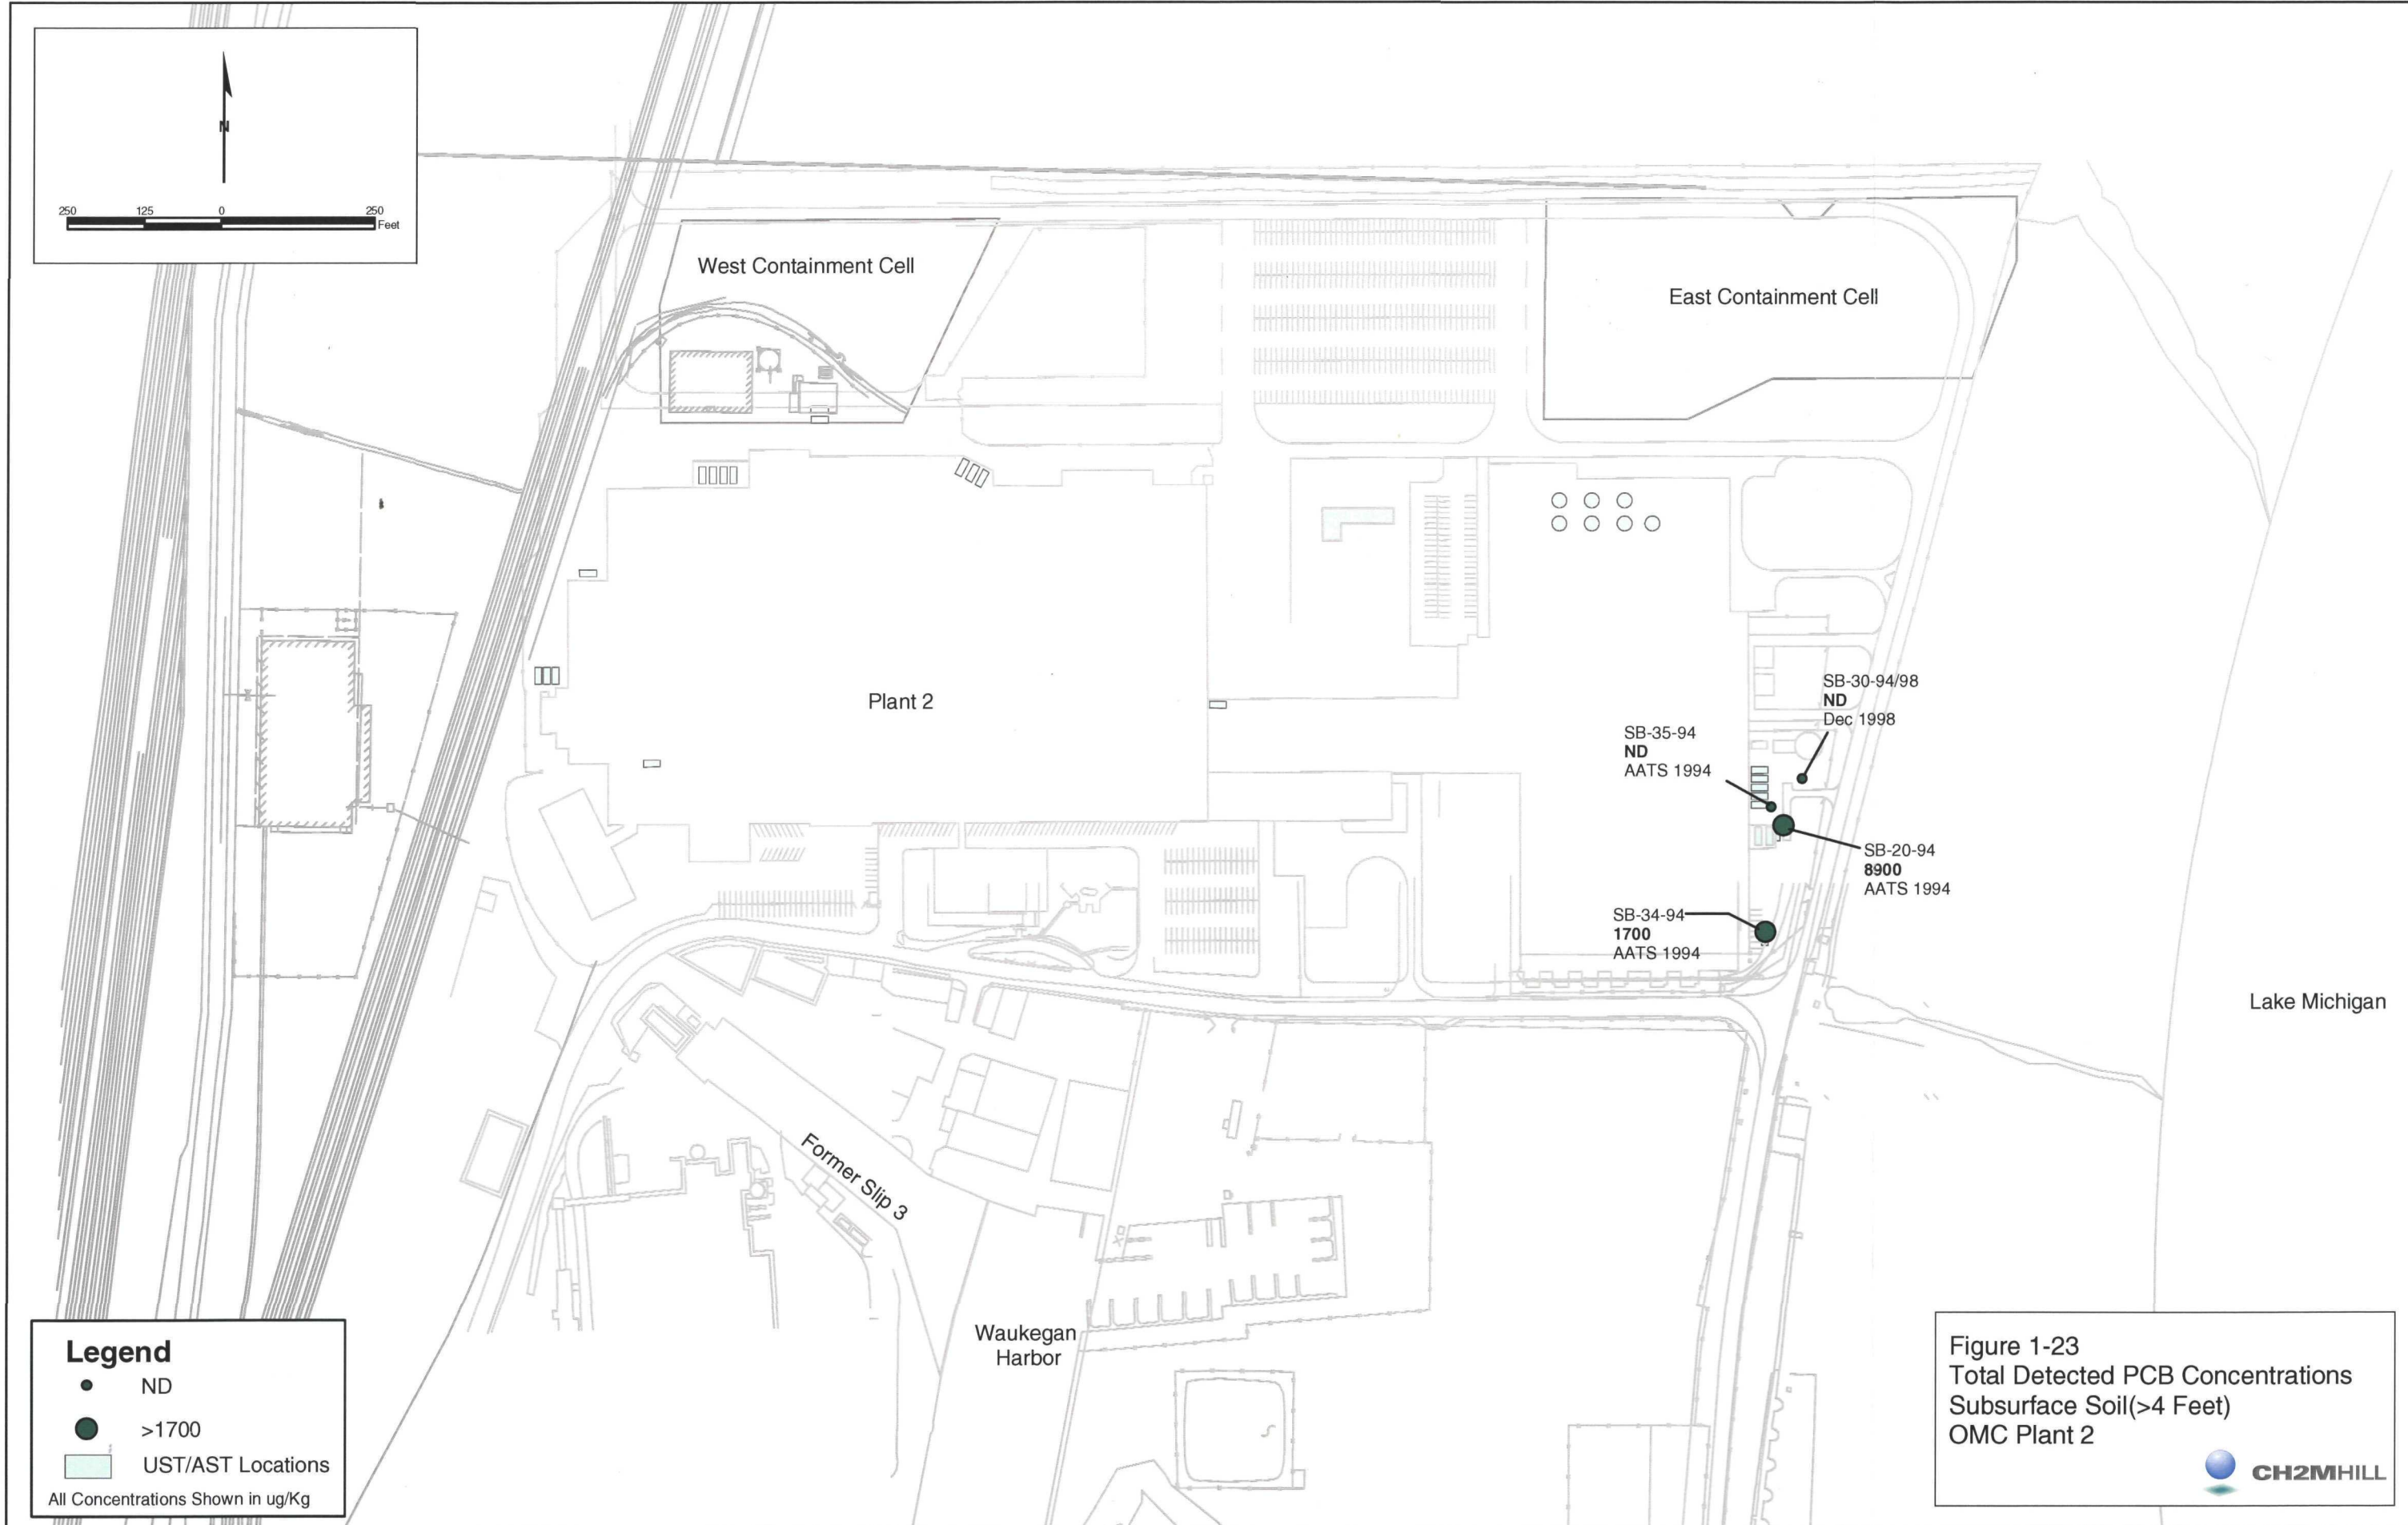 N
250 125 0 250
Feet
West Containment Cell
East Containment Cell
Plant 2
SB-30-94/98
ND
Dec 1998
SB-35-94
ND
AATS 1994
SB-20-94
8900
AATS 1994
SB-34-94
1700
AATS 1994
Lake Michigan
Former Slip 3
Waukegan
Harbor
Legend
ND
>1700
UST/AST Locations
All Concentrations Shown in ug/Kg
Figure 1-23
Total Detected PCB Concentrations
Subsurface Soil(>4 Feet)
OMC Plant 2
CH2MHILL